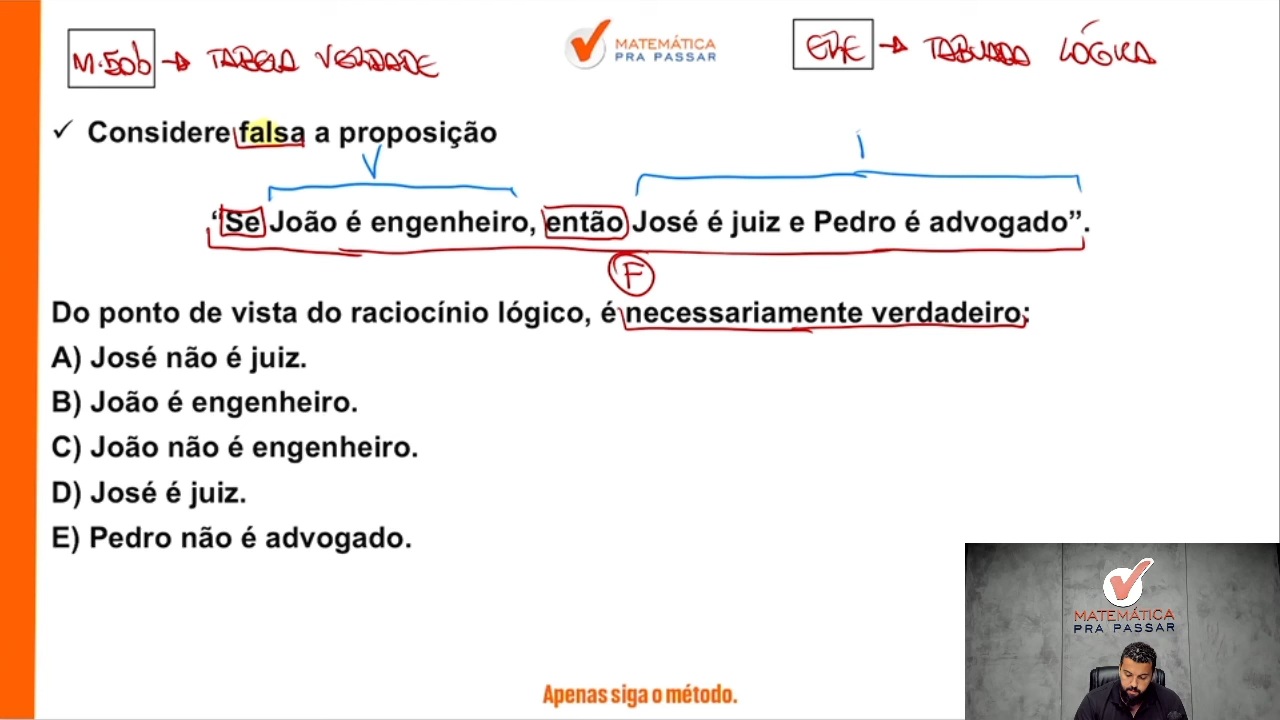 M.50b → TABELA VERDADE
MATEMÁTICA
PRA PASSAR
→ TABUADA LÓGICA
✓ Considere falsa a proposição
V
“Se João é engenheiro, então José é juiz e Pedro é advogado”.
F
Do ponto de vista do raciocínio lógico, é necessariamente verdadeiro:
A) José não é juiz.
B) João é engenheiro.
C) João não é engenheiro.
D) José é juiz.
E) Pedro não é advogado.
MATEMÁTICA
PRA PASSAR
Apenas siga o método.